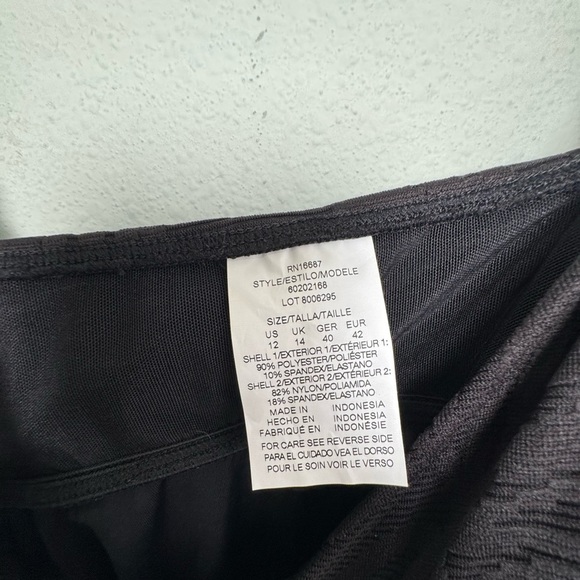 RN16687
STYLE/ESTILO/MODELE
60202168
LOT 8006295
SIZE/TALLA/TAILLE
US UK GER EUR
12 14 40 42
SHELL 1/EXTERIOR 1/EXTÉRIEUR 1:
90% POLYESTER/POLIÉSTER
10% SPANDEX/ELASTANO
SHELL 2/EXTERIOR 2/EXTÉRIEUR 2:
82% NYLON/POLIAMIDA
18% SPANDEX/ELASTANO
MADE IN INDONESIA
HECHO EN INDONESIA
FABRIQUÉ EN INDONÉSIE
FOR CARE SEE REVERSE SIDE
PARA EL CUIDADO VEA EL DORSO
POUR LE SOIN VOIR LE VERSO